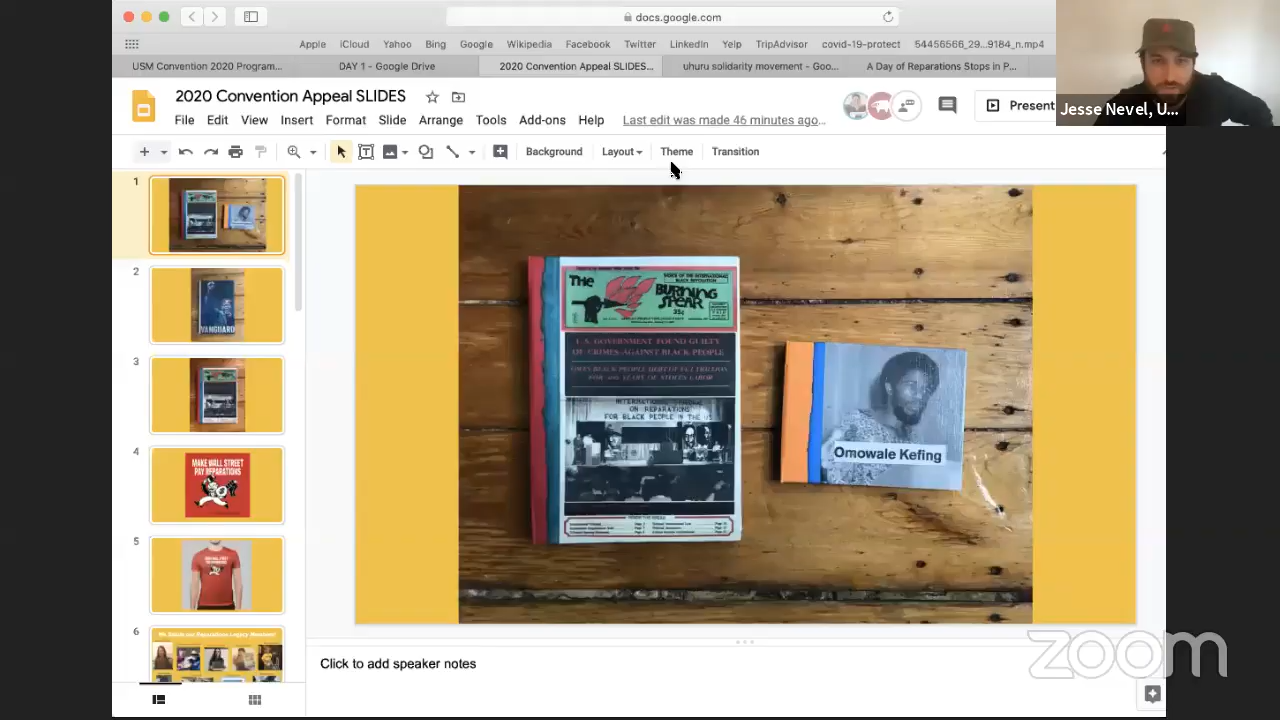 docs.google.com
Apple iCloud Yahoo Bing Google Wikipedia Facebook Twitter LinkedIn Yelp TripAdvisor covid-19-protect 54456566_29...9184_n.mp4
USM Convention 2020 Program... DAY 1 - Google Drive 2020 Convention Appeal SLIDES... uhuru solidarity movement - Goo... A Day of Reparations Stops in P...
Jesse Nevel, U...
2020 Convention Appeal SLIDES
Present
File Edit View Insert Format Slide Arrange Tools Add-ons Help Last edit was made 46 minutes ago...
Background Layout Theme Transition
1
2
VANGUARD
3
4
MAKE WALL STREET
PAY REPARATIONS
5
6
THE
BURNING
SPEAR
35¢
U.S. GOVERNMENT FOUND GUILTY
OF CRIMES AGAINST BLACK PEOPLE
INTERNATIONAL TRIBUNAL
ON REPARATIONS
FOR BLACK PEOPLE IN THE US
Omowale Kefing
Click to add speaker notes
zoom